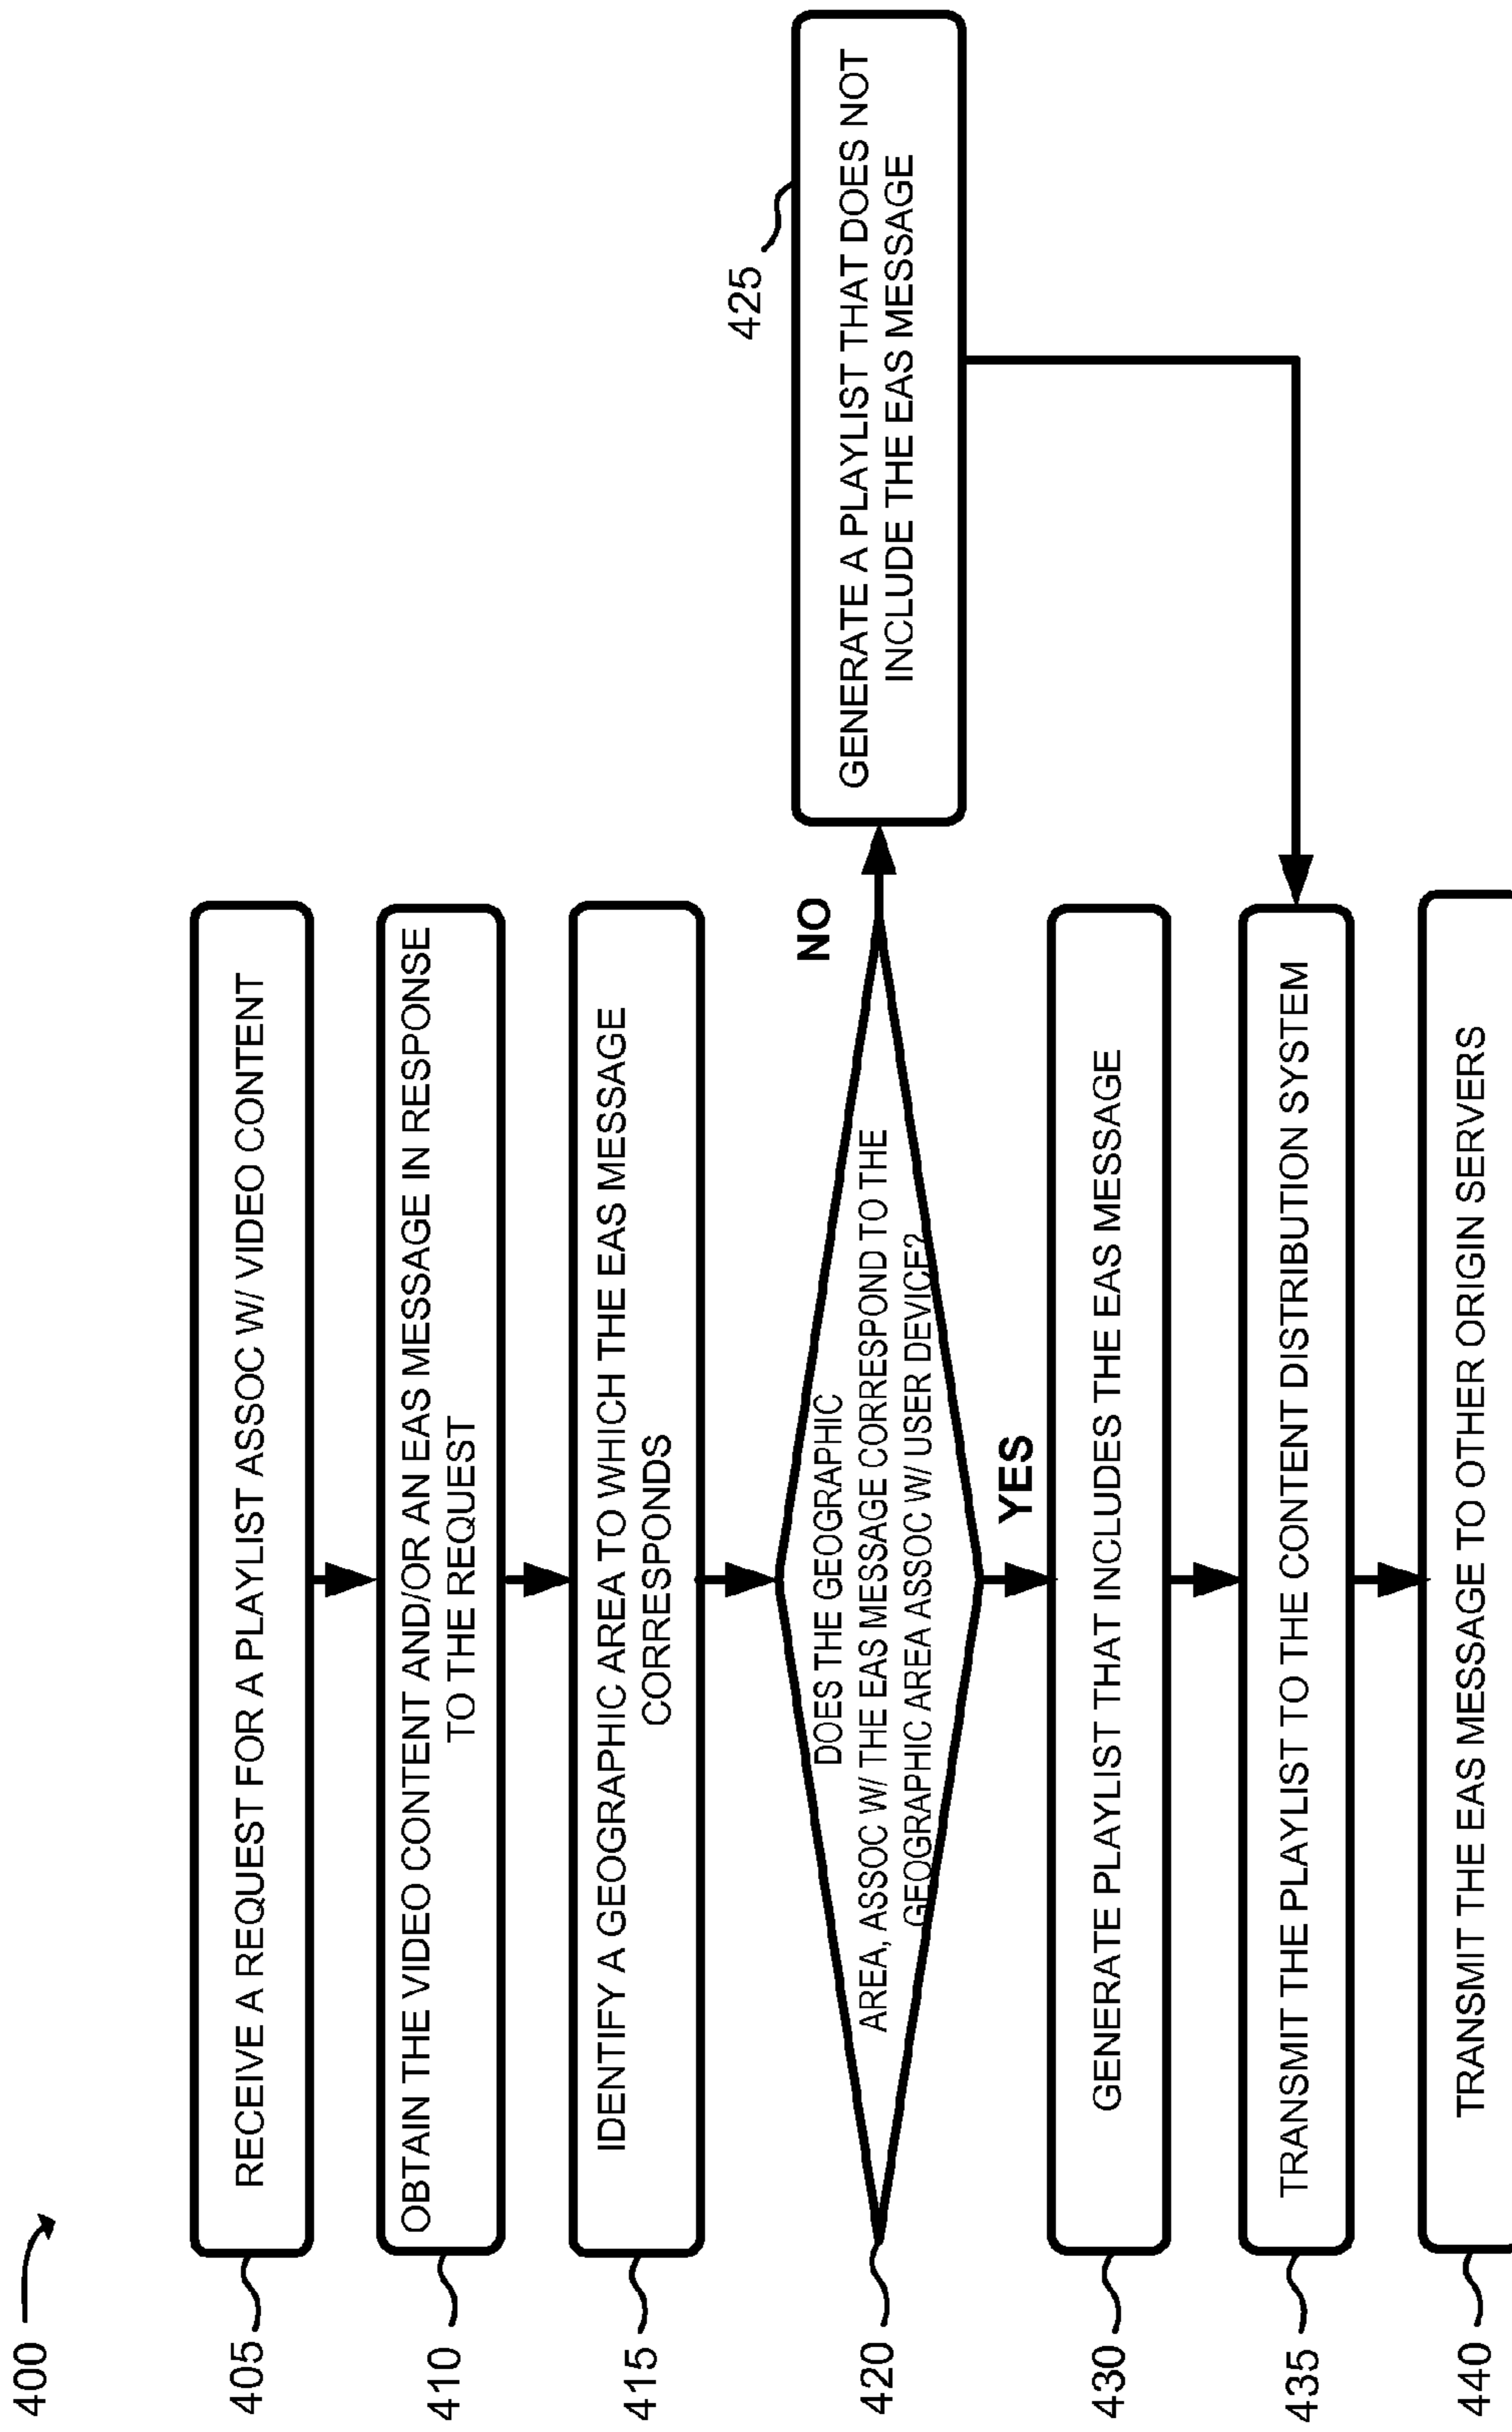 400
405
RECEIVE A REQUEST FOR A PLAYLIST ASSOC W/ VIDEO CONTENT
410
OBTAIN THE VIDEO CONTENT AND/OR AN EAS MESSAGE IN RESPONSE
TO THE REQUEST
415
IDENTIFY A GEOGRAPHIC AREA TO WHICH THE EAS MESSAGE
CORRESPONDS
420
DOES THE GEOGRAPHIC
AREA, ASSOC W/ THE EAS MESSAGE CORRESPOND TO THE
GEOGRAPHIC AREA ASSOC W/ USER DEVICE?
NO
425
GENERATE A PLAYLIST THAT DOES NOT
INCLUDE THE EAS MESSAGE
YES
430
GENERATE PLAYLIST THAT INCLUDES THE EAS MESSAGE
435
TRANSMIT THE PLAYLIST TO THE CONTENT DISTRIBUTION SYSTEM
440
TRANSMIT THE EAS MESSAGE TO OTHER ORIGIN SERVERS